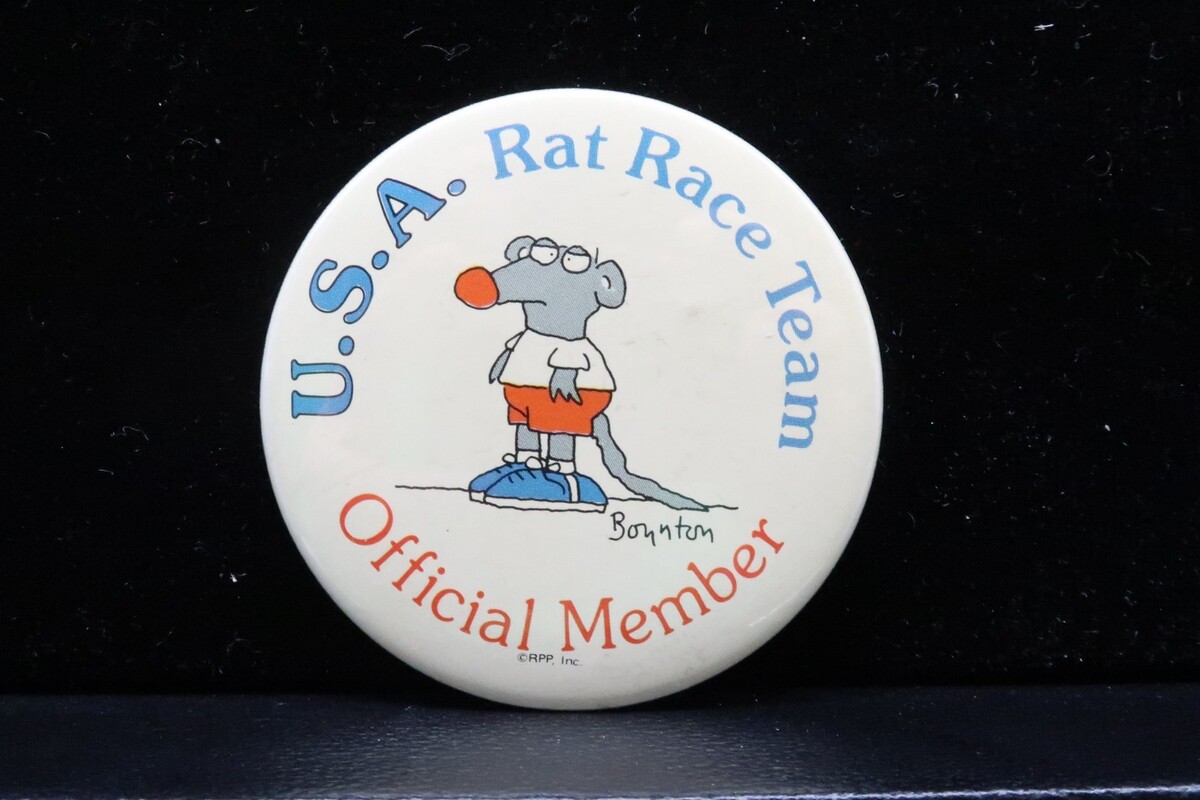 U.S.A. Rat Race Team
Boynton
Official Member
©RPP, Inc.